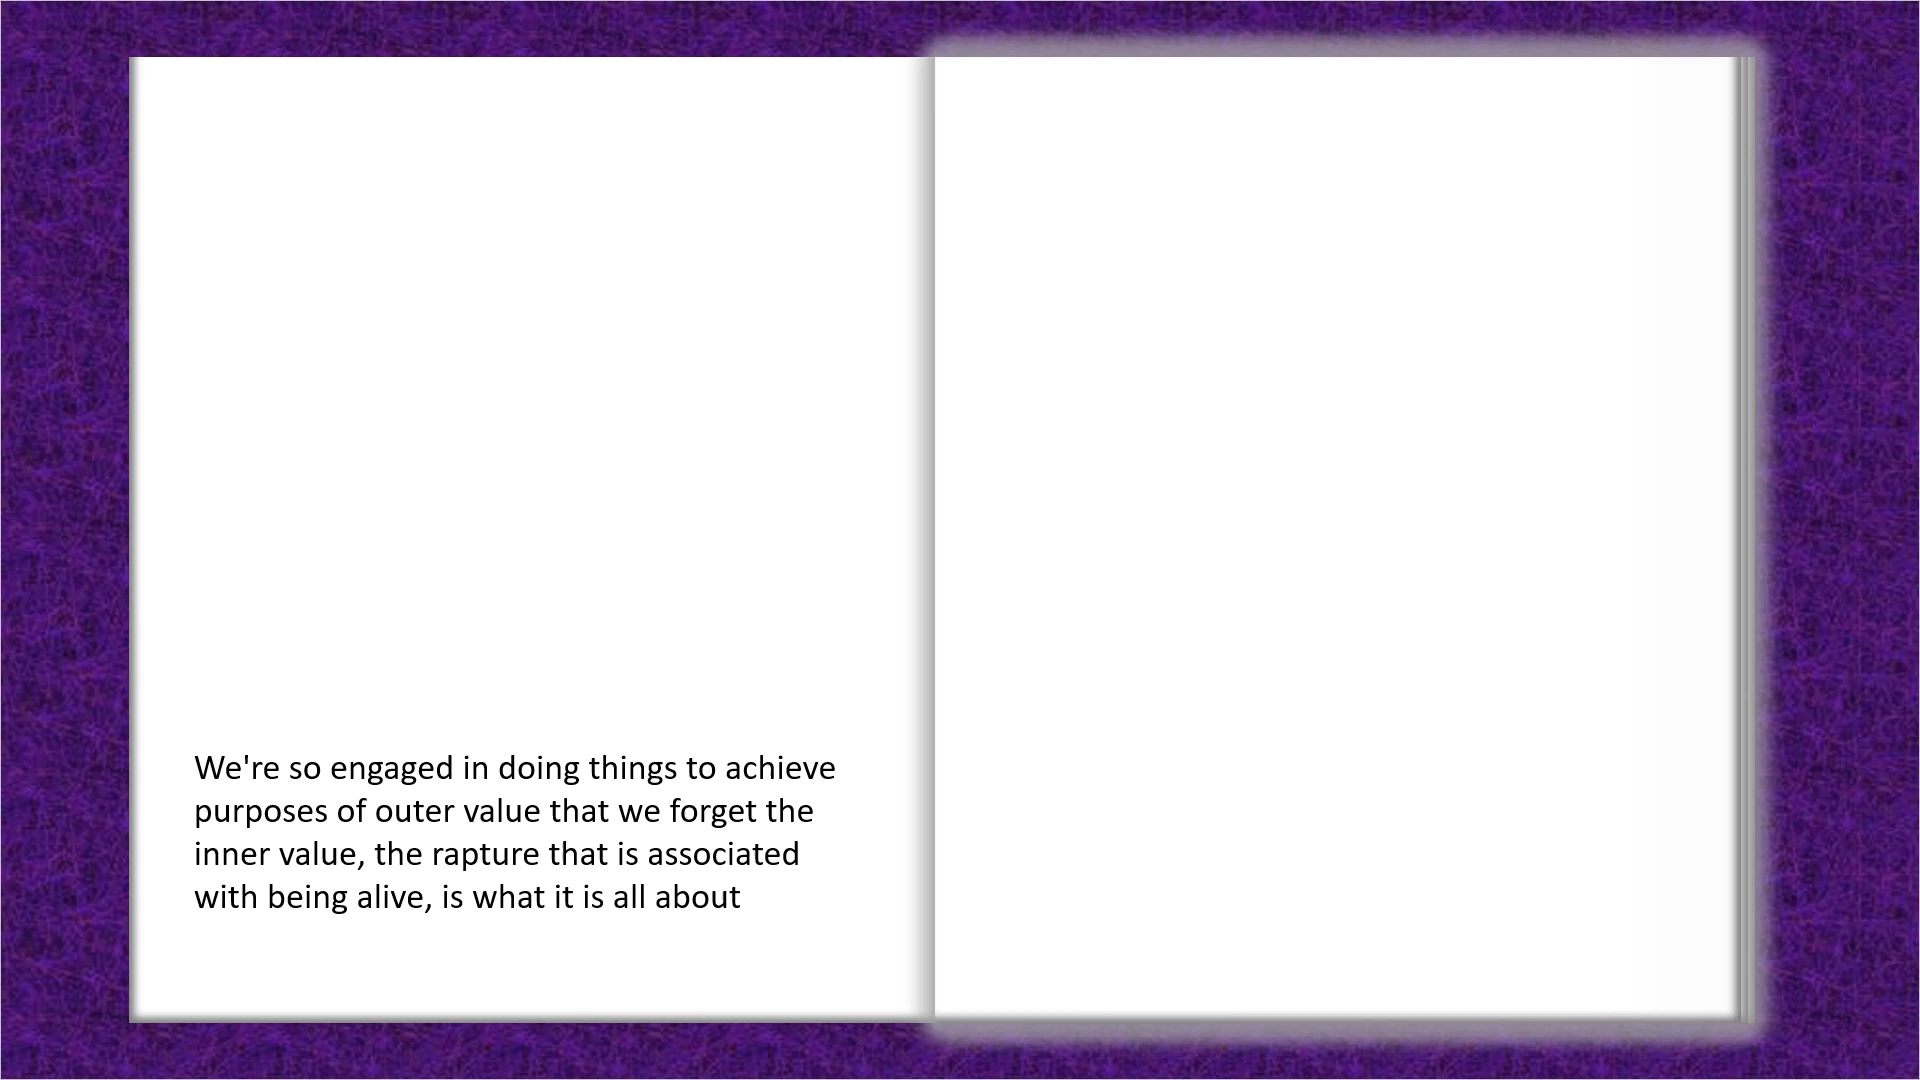 We're so engaged in doing things to achieve
purposes of outer value that we forget the
inner value, the rapture that is associated
with being alive, is what it is all about